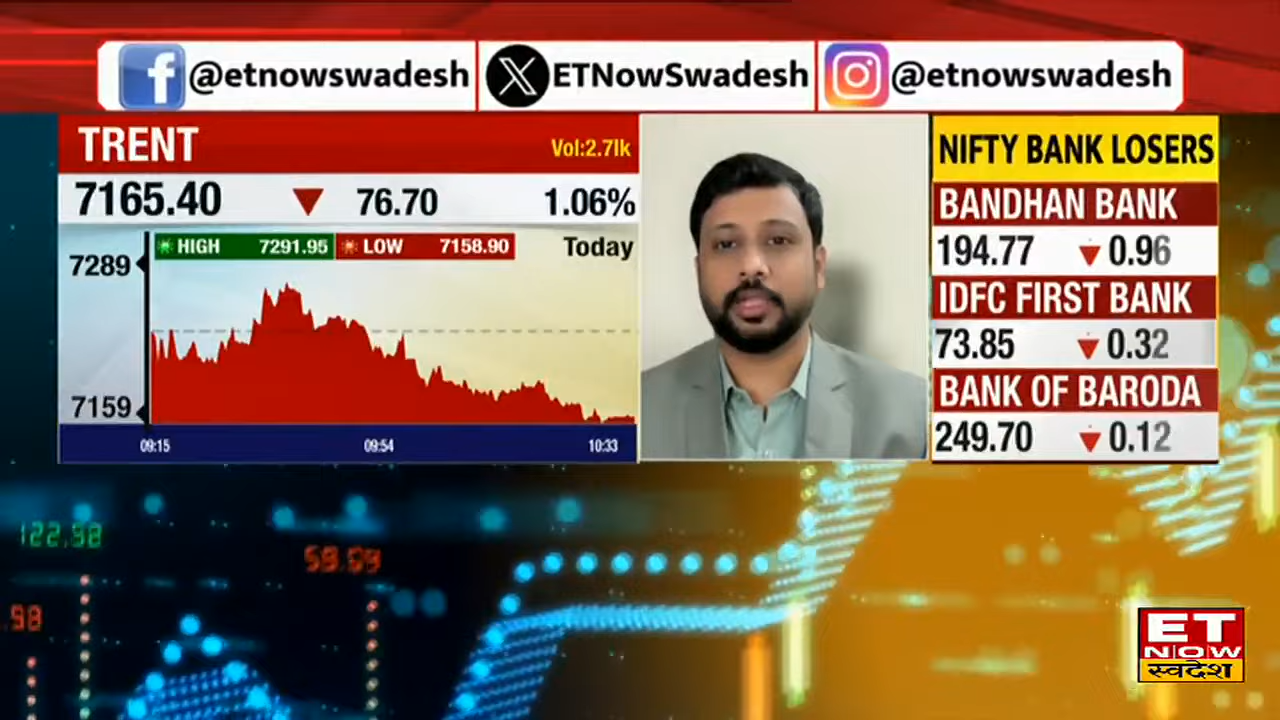 @etnowswadesh
ETNowSwadesh
@etnowswadesh
TRENT
Vol:2.7lk
7165.40 ▼ 76.70 1.06%
HIGH 7291.95 LOW 7158.90 Today
7289
7159
09:15 09:54 10:33
NIFTY BANK LOSERS
BANDHAN BANK
194.77 ▼ 0.96
IDFC FIRST BANK
73.85 ▼ 0.32
BANK OF BARODA
249.70 ▼ 0.12
122.98
58.59
.98
ET
NOW
स्वदेश